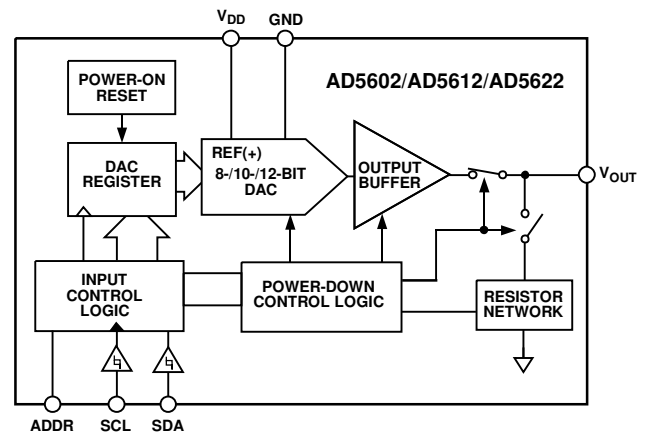 VDD GND
AD5602/AD5612/AD5622
POWER-ON
RESET
REF(+)
8-/10-/12-BIT
DAC
DAC
REGISTER
OUTPUT
BUFFER
VOUT
INPUT
CONTROL
LOGIC
POWER-DOWN
CONTROL LOGIC
RESISTOR
NETWORK
ADDR SCL SDA